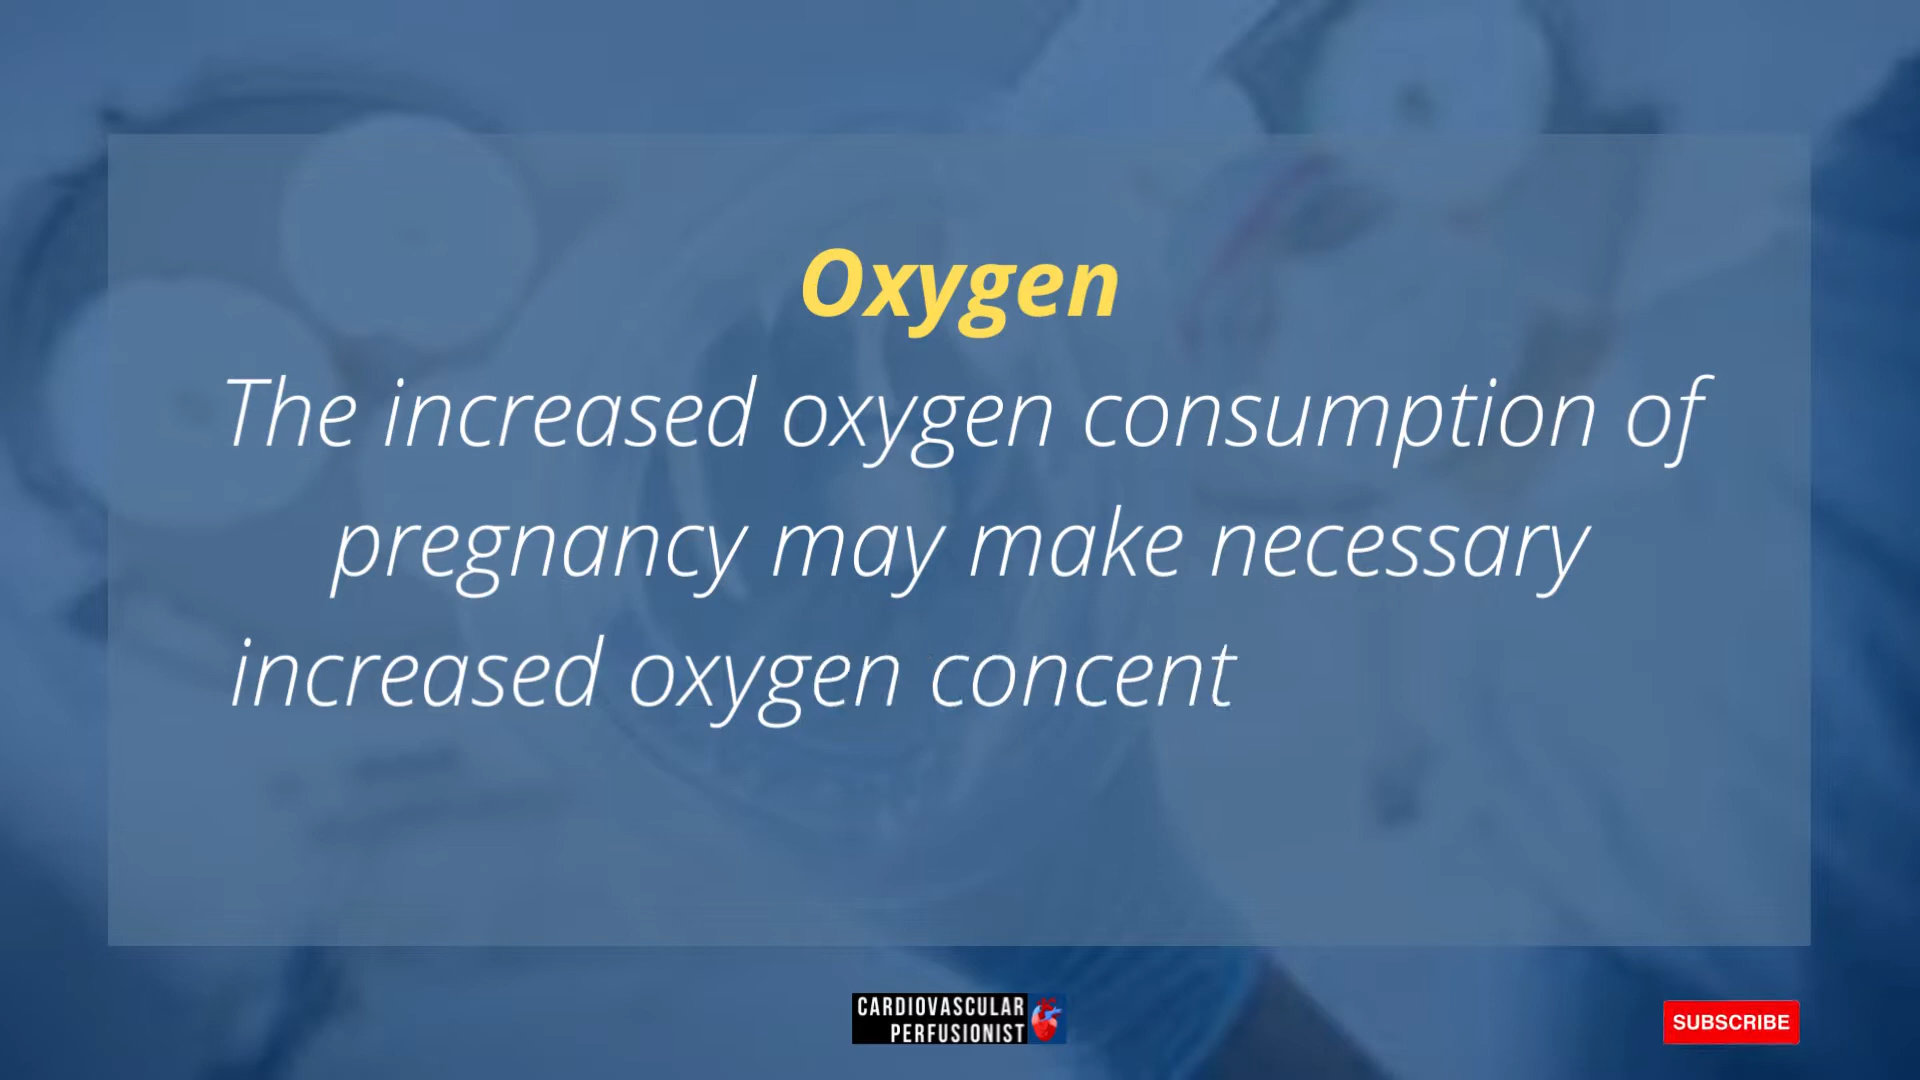 Oxygen
The increased oxygen consumption of
pregnancy may make necessary
increased oxygen concent
CARDIOVASCULAR
PERFUSIONIST
SUBSCRIBE